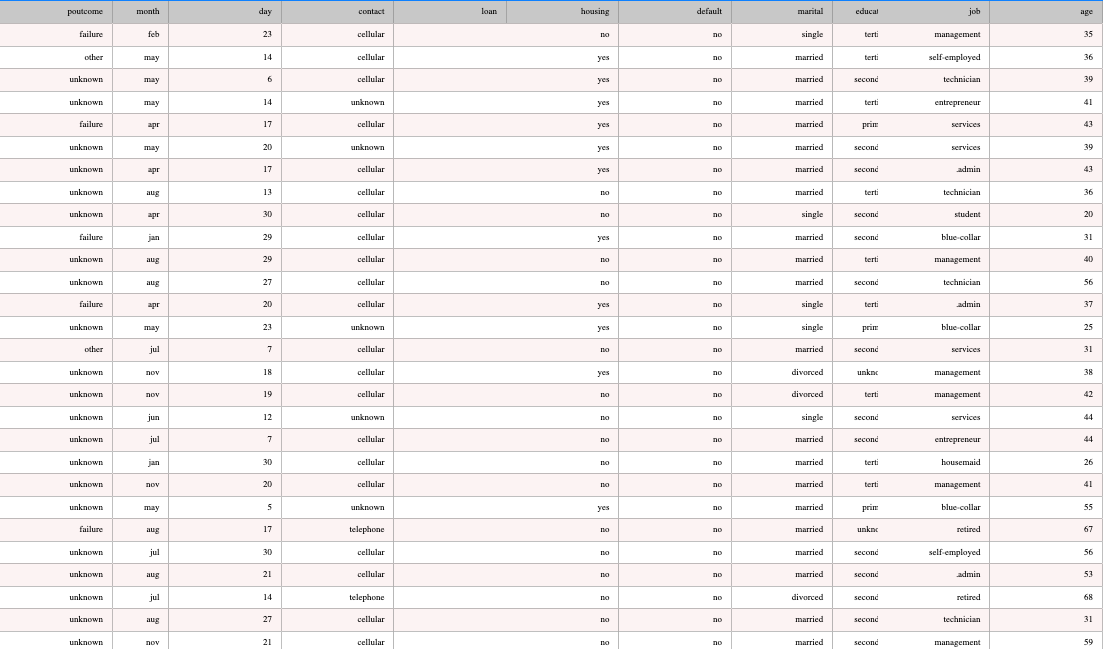 poutcome month day contact loan housing default marital educat job age
failure feb 23 cellular no no single terti management 35
other may 14 cellular yes no married terti self-employed 36
unknown may 6 cellular yes no married second technician 39
unknown may 14 unknown yes no married terti entrepreneur 41
failure apr 17 cellular yes no married prim services 43
unknown may 20 unknown yes no married second services 39
unknown apr 17 cellular yes no married second .admin 43
unknown aug 13 cellular no no married terti technician 36
unknown apr 30 cellular no no single second student 20
failure jan 29 cellular yes no married second blue-collar 31
unknown aug 29 cellular no no married terti management 40
unknown aug 27 cellular no no married second technician 56
failure apr 20 cellular yes no single terti .admin 37
unknown may 23 unknown yes no single prim blue-collar 25
other jul 7 cellular no no married second services 31
unknown nov 18 cellular yes no divorced unkno management 38
unknown nov 19 cellular no no divorced terti management 42
unknown jun 12 unknown no no single second services 44
unknown jul 7 cellular no no married second entrepreneur 44
unknown jan 30 cellular no no married terti housemaid 26
unknown nov 20 cellular no no married terti management 41
unknown may 5 unknown yes no married prim blue-collar 55
failure aug 17 telephone no no married unkno retired 67
unknown jul 30 cellular no no married second self-employed 56
unknown aug 21 cellular no no married second .admin 53
unknown jul 14 telephone no no divorced second retired 68
unknown aug 27 cellular no no married second technician 31
unknown nov 21 cellular no no married second management 59